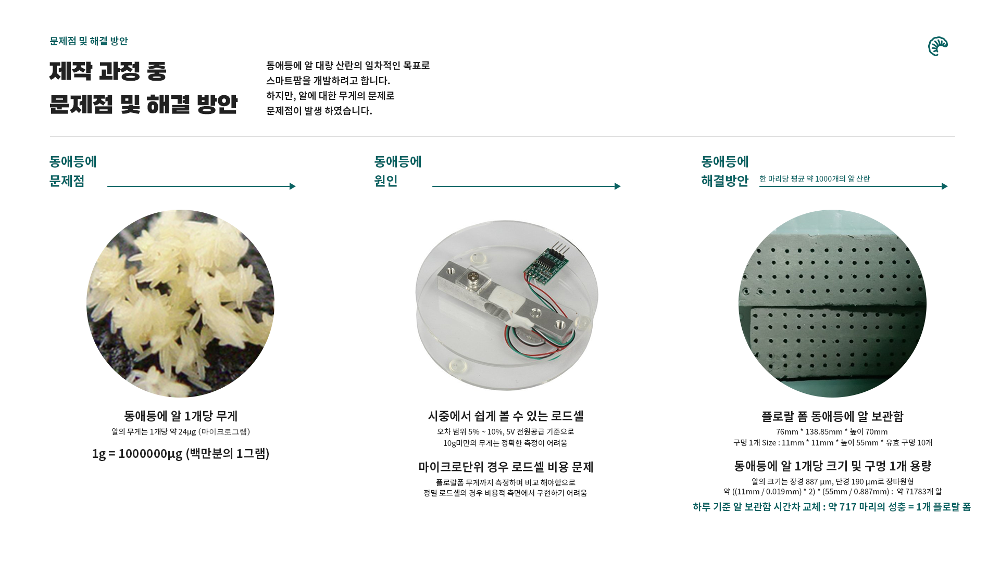 문제점 및 해결 방안
제작 과정 중
문제점 및 해결 방안
동애등에 알 대량 산란의 일차적인 목표로
스마트팜을 개발하려고 합니다.
하지만, 알에 대한 무게의 문제로
문제점이 발생 하였습니다.
동애등에
문제점
동애등에 알 1개당 무게
알의 무게는 1개당 약 24μg (마이크로그램)
1g = 1000000μg (백만분의 1그램)
동애등에
원인
시중에서 쉽게 볼 수 있는 로드셀
오차 범위 5% ~ 10%, 5V 전원공급 기준으로
10g미만의 무게는 정확한 측정이 어려움
마이크로단위 경우 로드셀 비용 문제
플로랄폼 무게까지 측정하며 비교 해야함으로
정밀 로드셀의 경우 비용적 측면에서 구현하기 어려움
동애등에
해결방안
한 마리당 평균 약 1000개의 알 산란
플로랄 폼 동애등에 알 보관함
76mm * 138.85mm * 높이 70mm
구멍 1개 Size : 11mm * 11mm * 높이 55mm * 유효 구멍 10개
동애등에 알 1개당 크기 및 구멍 1개 용량
알의 크기는 장경 887 μm, 단경 190 μm로 장타원형
약 ((11mm / 0.019mm) * 2) * (55mm / 0.887mm) : 약 71783개 알
하루 기준 알 보관함 시간차 교체 : 약 717 마리의 성충 = 1개 플로랄 폼